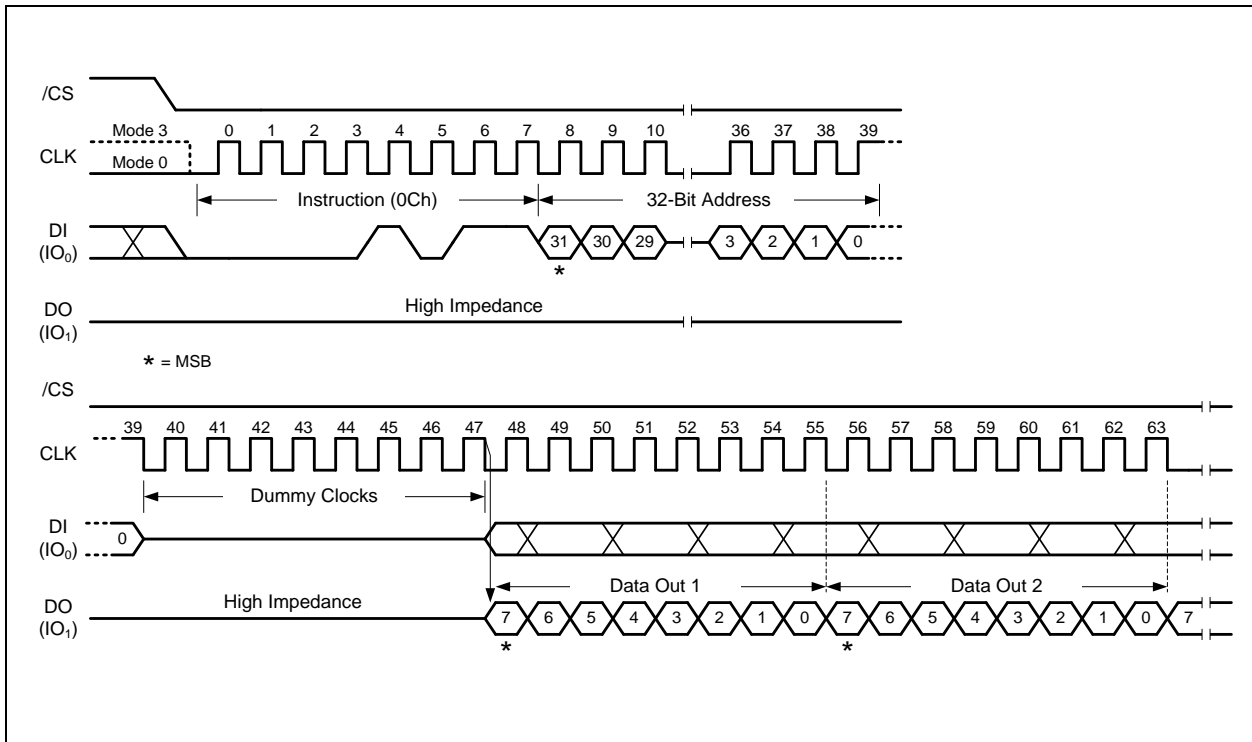 /CS
Mode 3 0 1 2 3 4 5 6 7 8 9 10 36 37 38 39
CLK Mode 0
Instruction (0Ch) 32-Bit Address
DI
(IO₀) 31 30 29 3 2 1 0
*
High Impedance
DO
(IO₁)
* = MSB
/CS
39 40 41 42 43 44 45 46 47 48 49 50 51 52 53 54 55 56 57 58 59 60 61 62 63
CLK
Dummy Clocks
DI
(IO₀) 0
Data Out 1 Data Out 2
High Impedance
DO
(IO₁) 7 6 5 4 3 2 1 0 7 6 5 4 3 2 1 0 7
* *